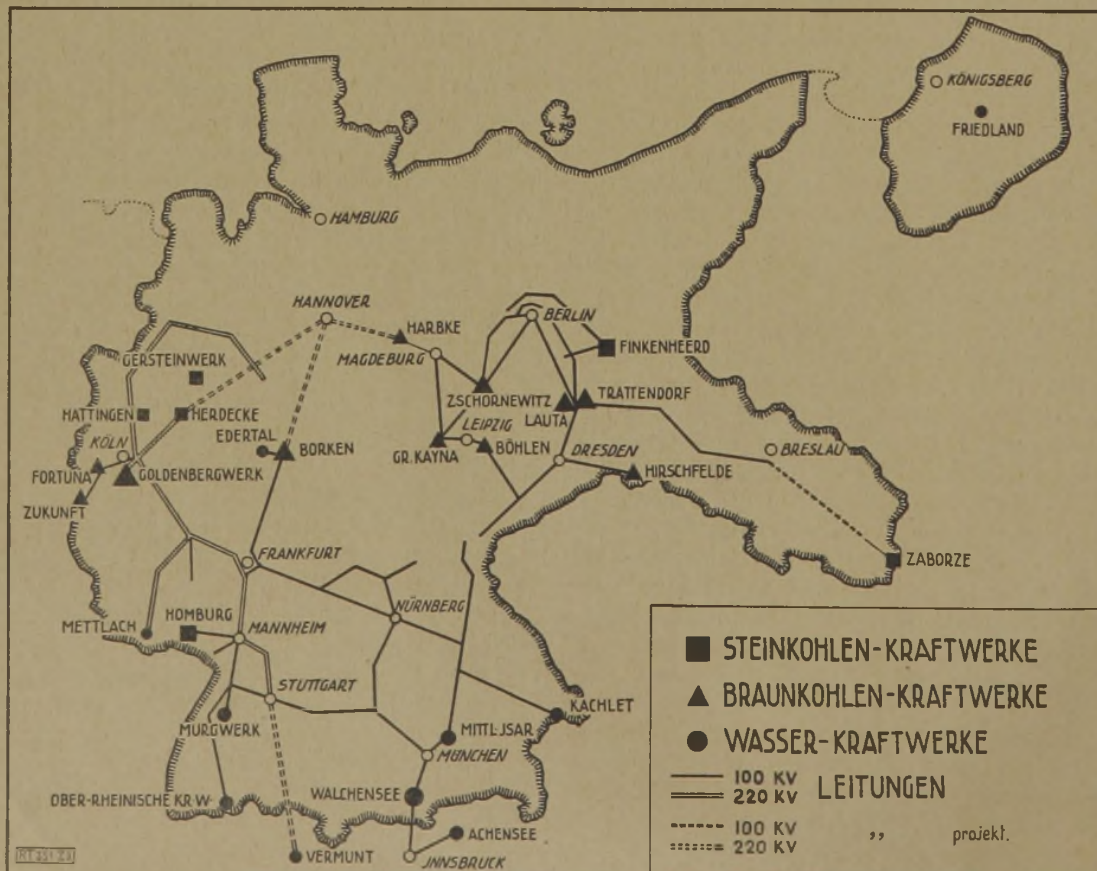 KÖNIGSBERG
FRIEDLAND
HAMBURG
HANNOVER
HARBKE
BERLIN
MAGDEBURG
FINKENHEERD
GERSTEINWERK
ZSCHORNEWITZ
TRATTENDORF
LAUTA
HATTINGEN
HERDECKE
EDERTAL
BORKEN
LEIPZIG
KÖLN
GR. KAYNA
BÖHLEN
DRESDEN
BRESLAU
FORTUNA
GOLDENBERGWERK
HIRSCHFELDE
ZUKUNFT
FRANKFURT
ZABORZE
HOMBURG
NÜRNBERG
METTLACH
MANNHEIM
STUTTGART
KACHLET
MURGWERK
MITTL-JSAR
MÜNCHEN
OBER-RHEINISCHE KR.W.
WALCHENSEE
ACHENSEE
VERMUNT
JNNSBRUCK
STEINKOHLEN-KRAFTWERKE
BRAUNKOHLEN-KRAFTWERKE
WASSER-KRAFTWERKE
100 KV
220 KV LEITUNGEN
100 KV
220 KV ,, projekt.